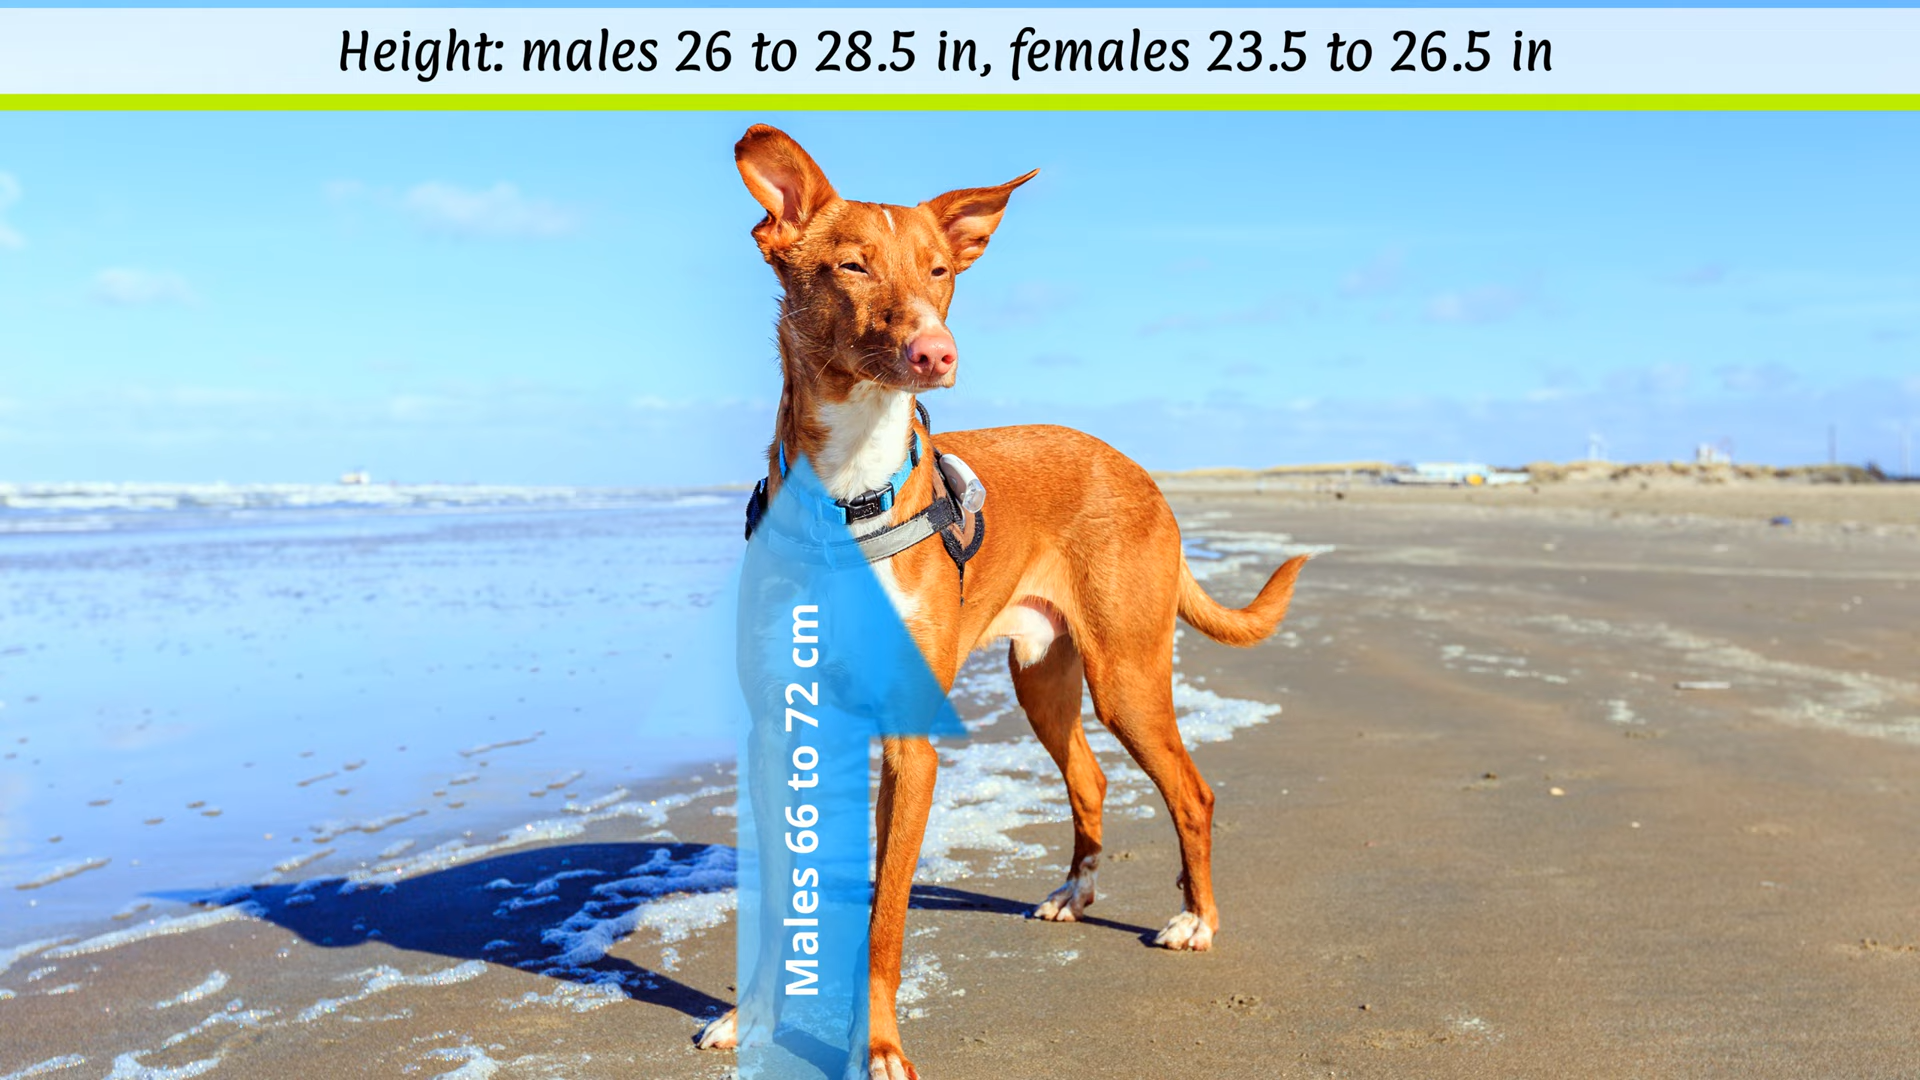 Height: males 26 to 28.5 in, females 23.5 to 26.5 in
Males 66 to 72 cm